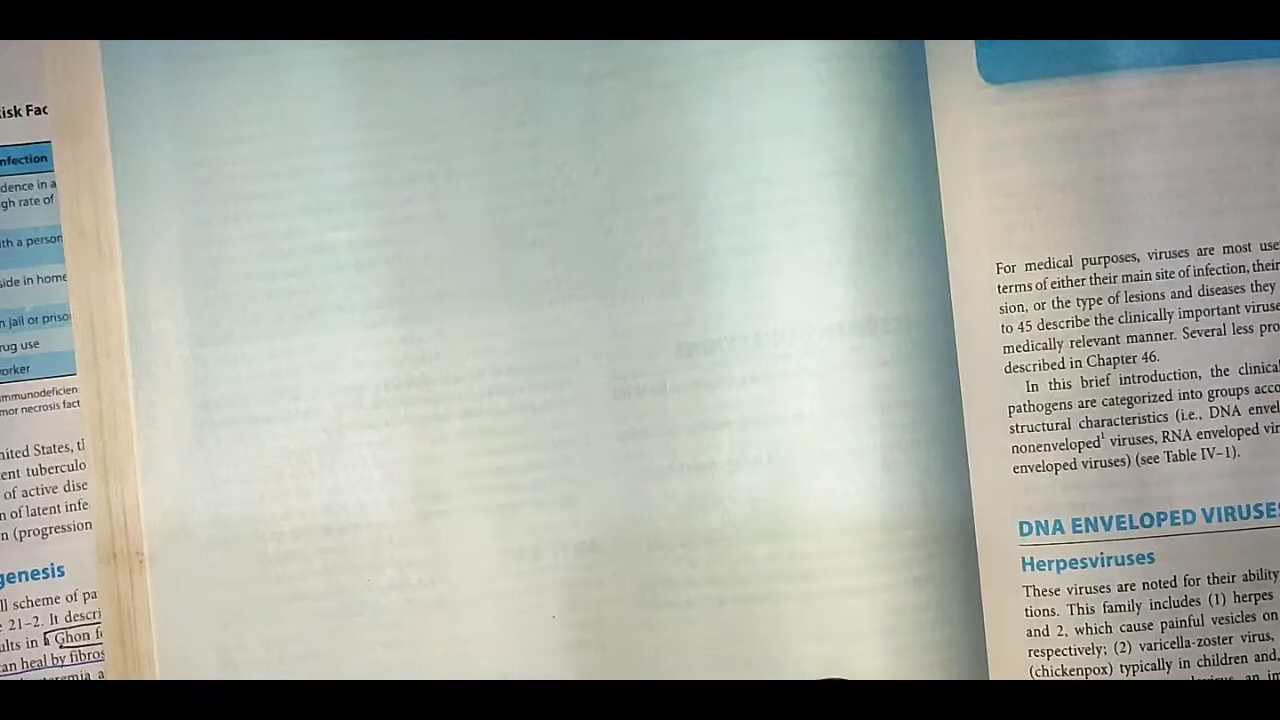 isk Fac
nfection
dence in a
gh rate of
ith a person
side in home
n jail or priso
rug use
orker
mmunodeficien
mor necrosis fact
nited States, tl
ent tuberculo
of active dise
n of latent infe
n (progression
genesis
ll scheme of pa
21–2. It descri
ults in a Ghon fo
an heal by fibros
For medical purposes, viruses are most use
terms of either their main site of infection, their
sion, or the type of lesions and diseases they
to 45 describe the clinically important viruse
medically relevant manner. Several less pro
described in Chapter 46.
In this brief introduction, the clinical
pathogens are categorized into groups acco
structural characteristics (i.e., DNA envel
nonenveloped¹ viruses, RNA enveloped vir
enveloped viruses) (see Table IV–1).
DNA ENVELOPED VIRUSES
Herpesviruses
These viruses are noted for their ability
tions. This family includes (1) herpes
and 2, which cause painful vesicles on
respectively; (2) varicella-zoster virus,
(chickenpox) typically in children and,